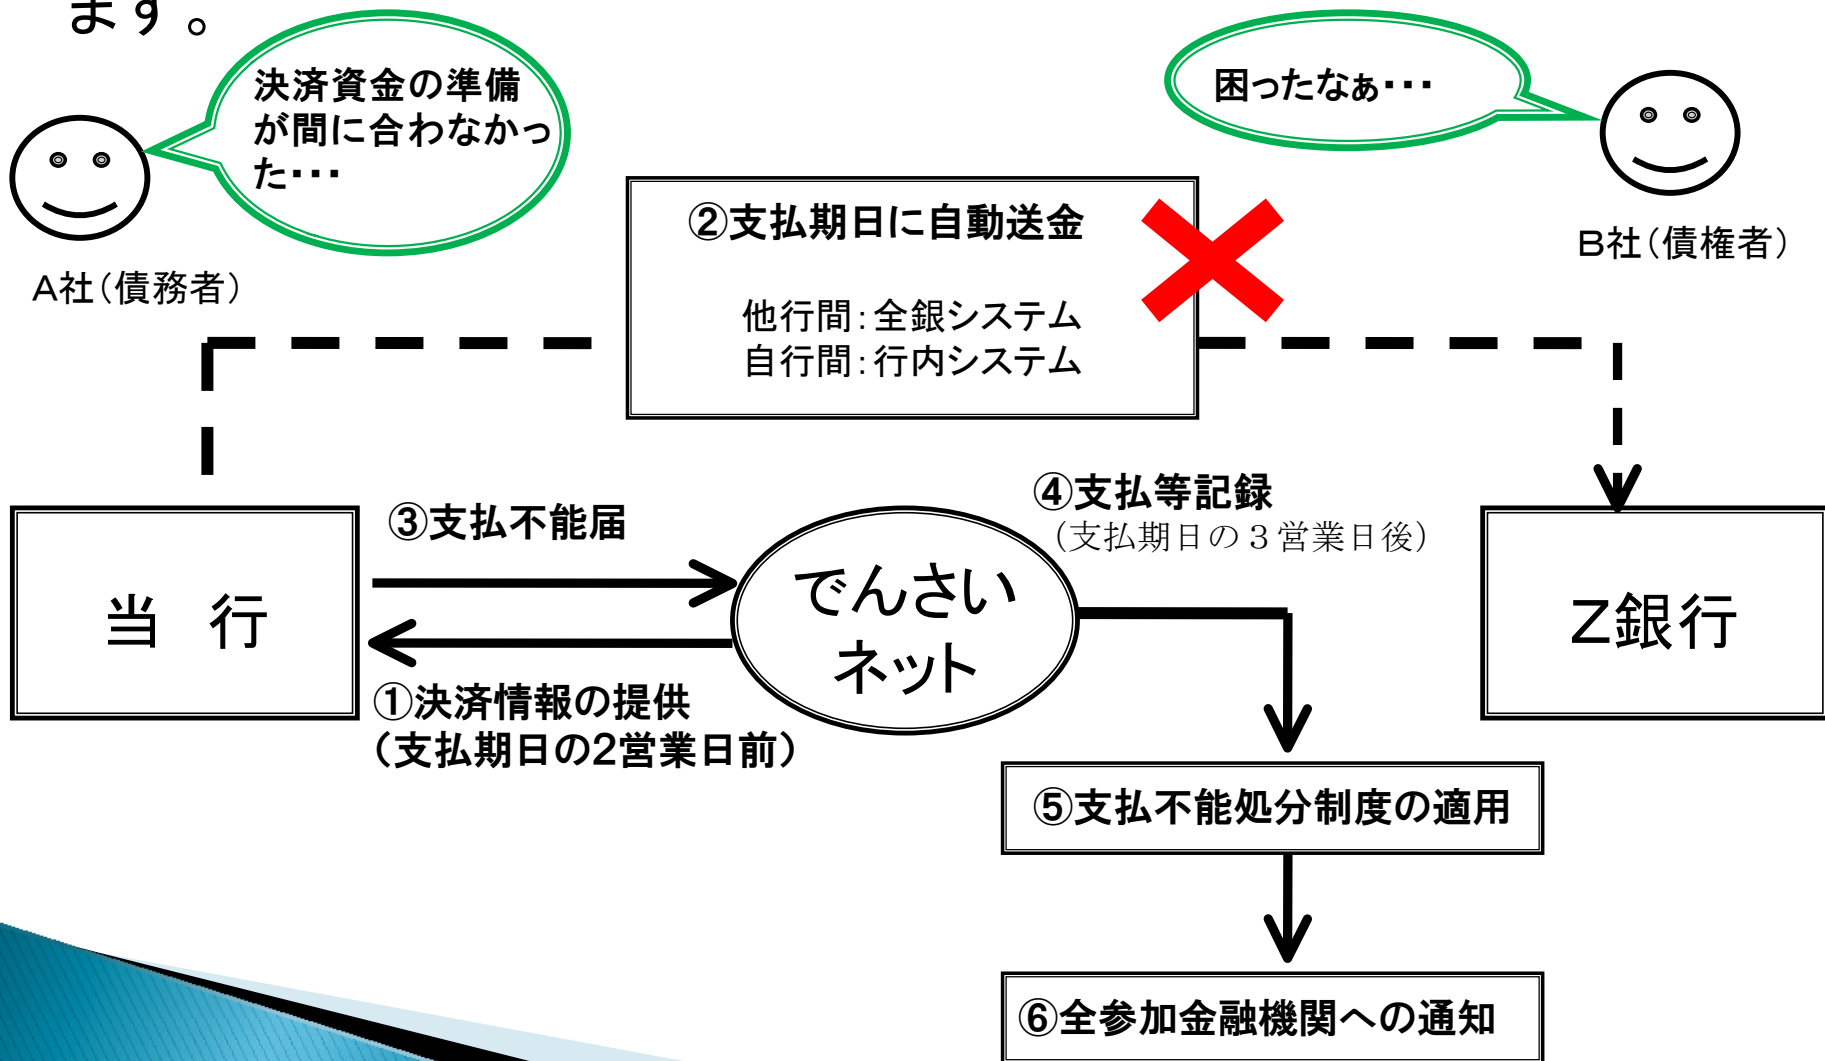 ます。
決済資金の準備
が間に合わなかっ
た・・・
困ったなぁ・・・
A社（債務者）
B社（債権者）
②支払期日に自動送金
他行間：全銀システム
自行間：行内システム
③支払不能届
④支払等記録
（支払期日の３営業日後）
当　行
でんさい
ネット
Z銀行
①決済情報の提供
（支払期日の2営業日前）
⑤支払不能処分制度の適用
⑥全参加金融機関への通知